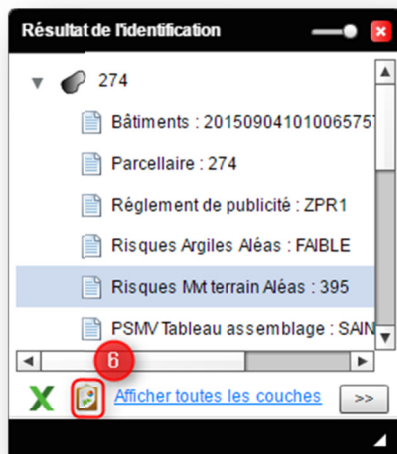 Résultat de l'identification
274
Bâtiments : 20150904101006575
Parcellaire : 274
Réglement de publicité : ZPR1
Risques Argiles Aléas : FAIBLE
Risques Mvt terrain Aléas : 395
PSMV Tableau assemblage : SAIN
6
Afficher toutes les couches >>